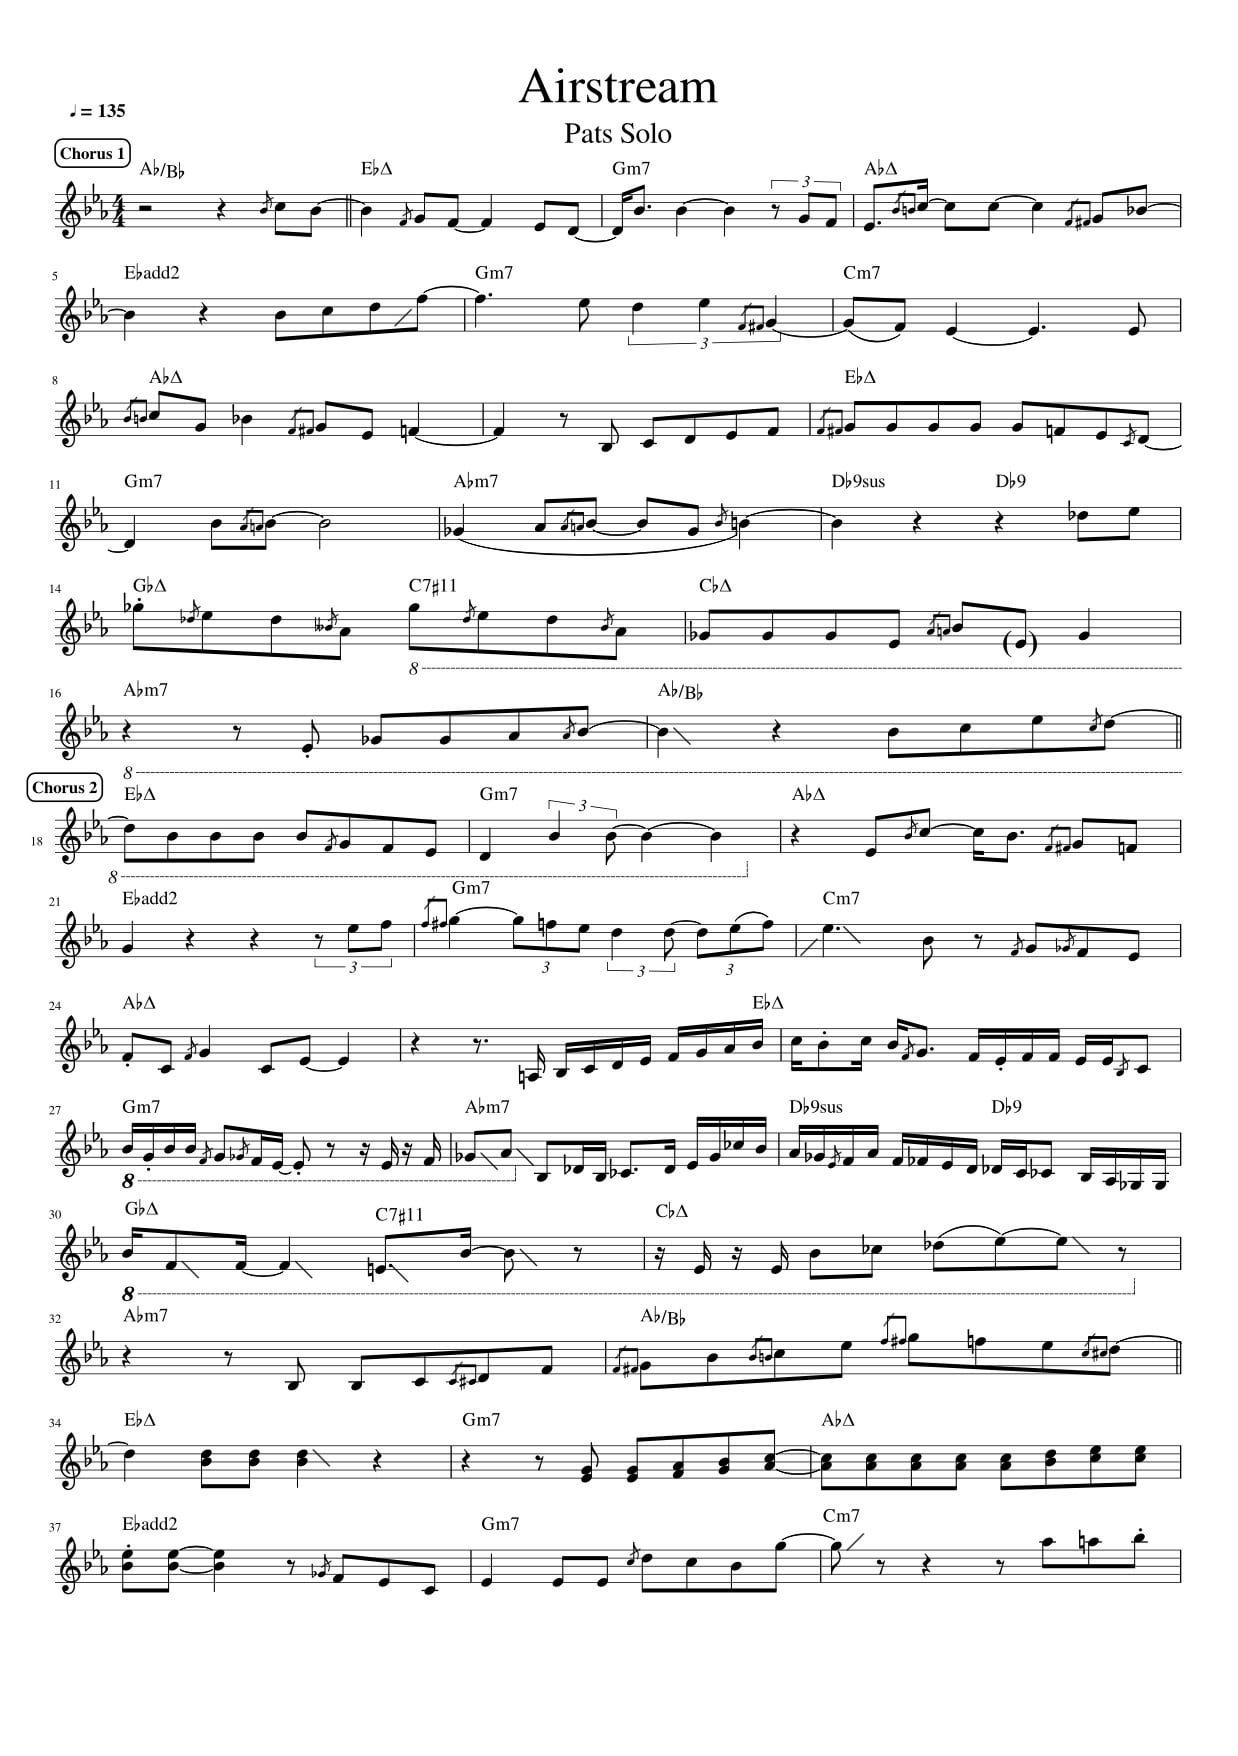 Airstream
♩ = 135
Pats Solo
Chorus 1
A♭/B♭ E♭Δ Gm7 A♭Δ
3
5 E♭add2 Gm7 Cm7
3
8 A♭Δ E♭Δ
11 Gm7 A♭m7 D♭9sus D♭9
14 G♭Δ C7♯11 C♭Δ
8
16 A♭m7 A♭/B♭
8
Chorus 2
18 E♭Δ Gm7 A♭Δ
3
8
21 E♭add2 Gm7 Cm7
3 3 3 3
24 A♭Δ E♭Δ
27 Gm7 A♭m7 D♭9sus D♭9
8
30 G♭Δ C7♯11 C♭Δ
8
32 A♭m7 A♭/B♭
34 E♭Δ Gm7 A♭Δ
37 E♭add2 Gm7 Cm7